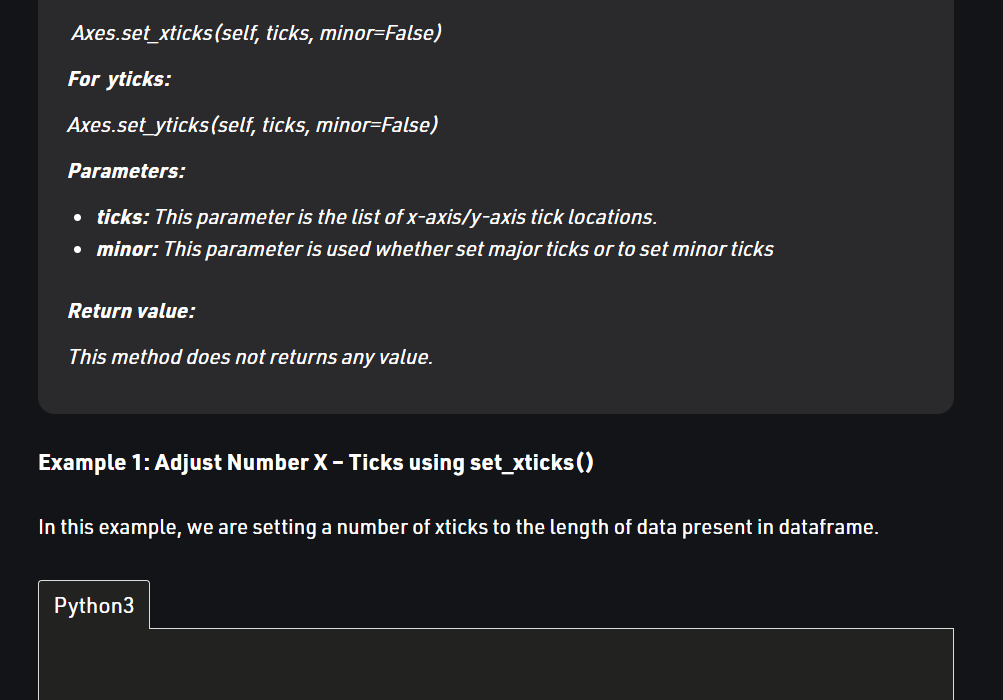 Axes.set_xticks(self, ticks, minor=False)
For yticks:
Axes.set_yticks(self, ticks, minor=False)
Parameters:
ticks: This parameter is the list of x-axis/y-axis tick locations.
minor: This parameter is used whether set major ticks or to set minor ticks
Return value:
This method does not returns any value.
Example 1: Adjust Number X – Ticks using set_xticks()
In this example, we are setting a number of xticks to the length of data present in dataframe.
Python3